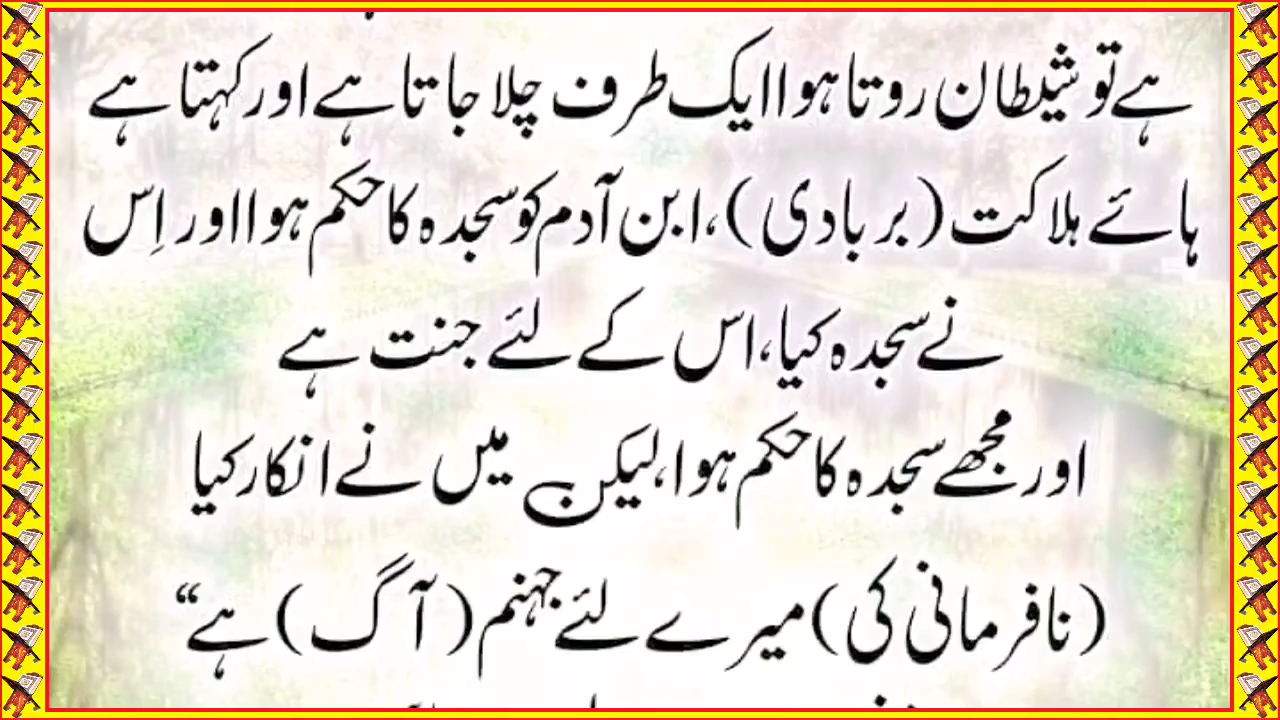 ہے تو شیطان روتا ہوا ایک طرف چلا جاتا ہے اور کہتا ہے
ہائے ہلاکت (بربادی)، ابن آدم کو سجدہ کا حکم ہوا اور اِس
نے سجدہ کیا، اس کے لئے جنت ہے
اور مجھے سجدہ کا حکم ہوا، لیکن میں نے انکار کیا
(نافرمانی کی) میرے لئے جہنم (آگ) ہے“